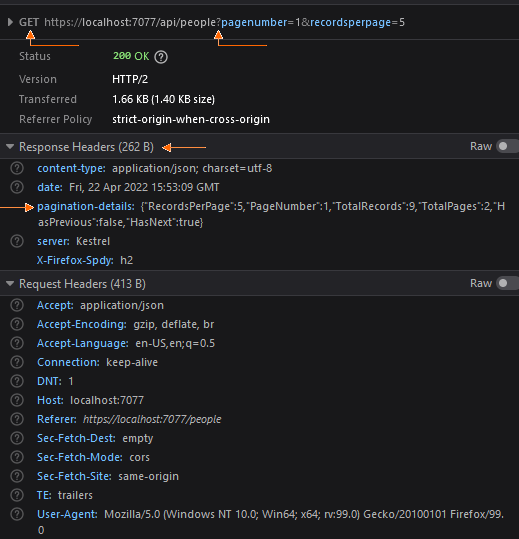 GET https://localhost:7077/api/people?pagenumber=1&recordsperpage=5
Status 200 OK ?
Version HTTP/2
Transferred 1.66 KB (1.40 KB size)
Referrer Policy strict-origin-when-cross-origin
Response Headers (262 B) Raw
? content-type: application/json; charset=utf-8
? date: Fri, 22 Apr 2022 15:53:09 GMT
pagination-details: {"RecordsPerPage":5,"PageNumber":1,"TotalRecords":9,"TotalPages":2,"H
asPrevious":false,"HasNext":true}
? server: Kestrel
X-Firefox-Spdy: h2
Request Headers (413 B) Raw
? Accept: application/json
? Accept-Encoding: gzip, deflate, br
? Accept-Language: en-US,en;q=0.5
? Connection: keep-alive
? DNT: 1
? Host: localhost:7077
? Referer: https://localhost:7077/people
? Sec-Fetch-Dest: empty
? Sec-Fetch-Mode: cors
? Sec-Fetch-Site: same-origin
? TE: trailers
? User-Agent: Mozilla/5.0 (Windows NT 10.0; Win64; x64; rv:99.0) Gecko/20100101 Firefox/99.
0